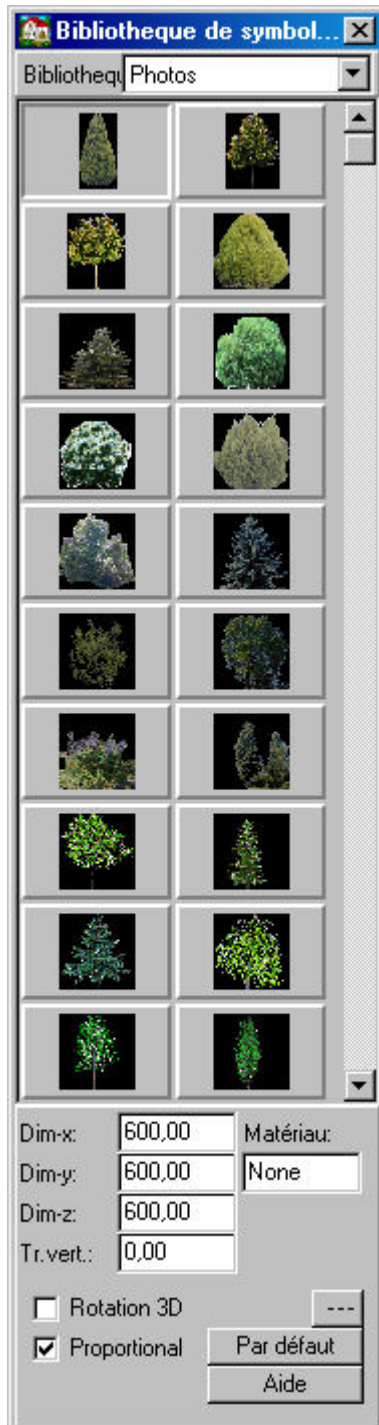 Bibliotheque de symbol...
Bibliotheq Photos
Dim-x: 600,00 Matériau:
Dim-y: 600,00 None
Dim-z: 600,00
Tr.vert.: 0,00
Rotation 3D ---
Proportional Par défaut
Aide